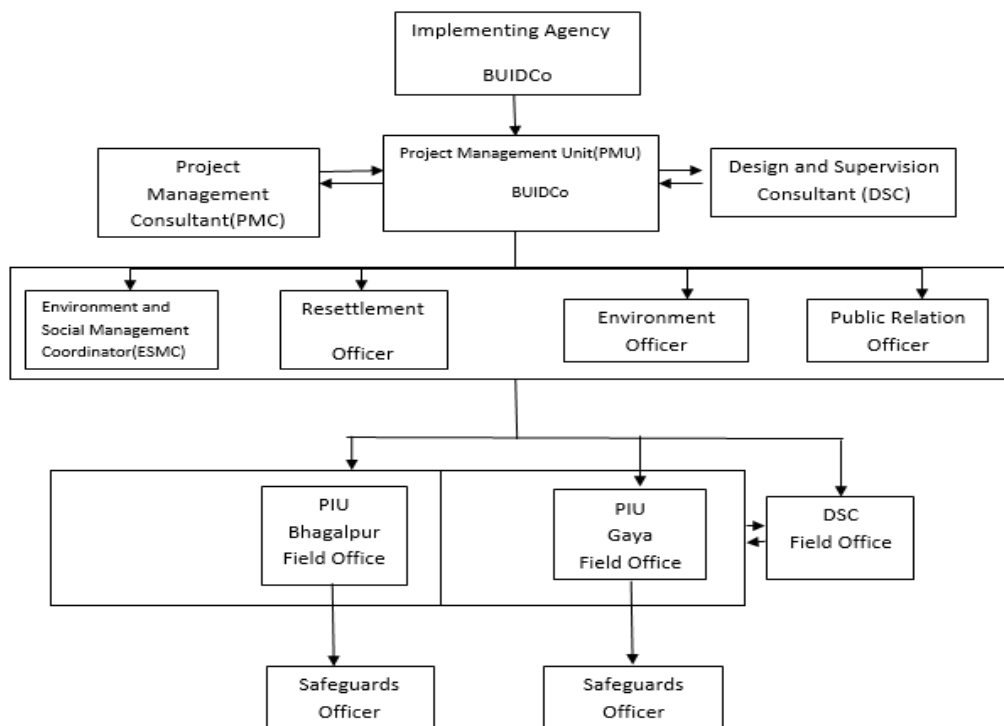 Implementing Agency
BUIDCo
Project Management Unit(PMU)
BUIDCo
Project
Management
Consultant(PMC)
Design and Supervision
Consultant (DSC)
Environment and
Social Management
Coordinator(ESMC)
Resettlement
Officer
Environment
Officer
Public Relation
Officer
PIU
Bhagalpur
Field Office
PIU
Gaya
Field Office
DSC
Field Office
Safeguards
Officer
Safeguards
Officer